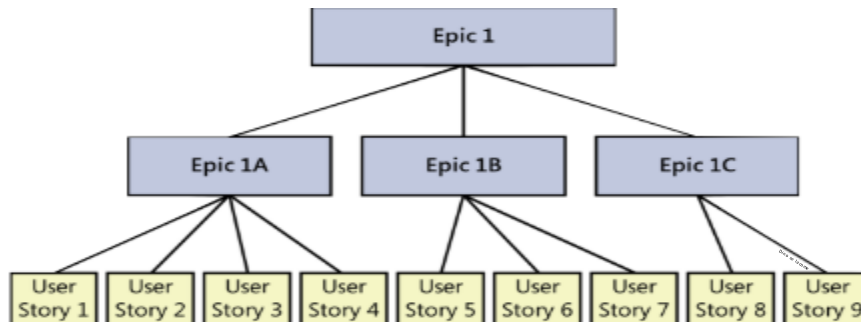 Epic 1
Epic 1A
Epic 1B
Epic 1C
User Story 1
User Story 2
User Story 3
User Story 4
User Story 5
User Story 6
User Story 7
User Story 8
User Story 9